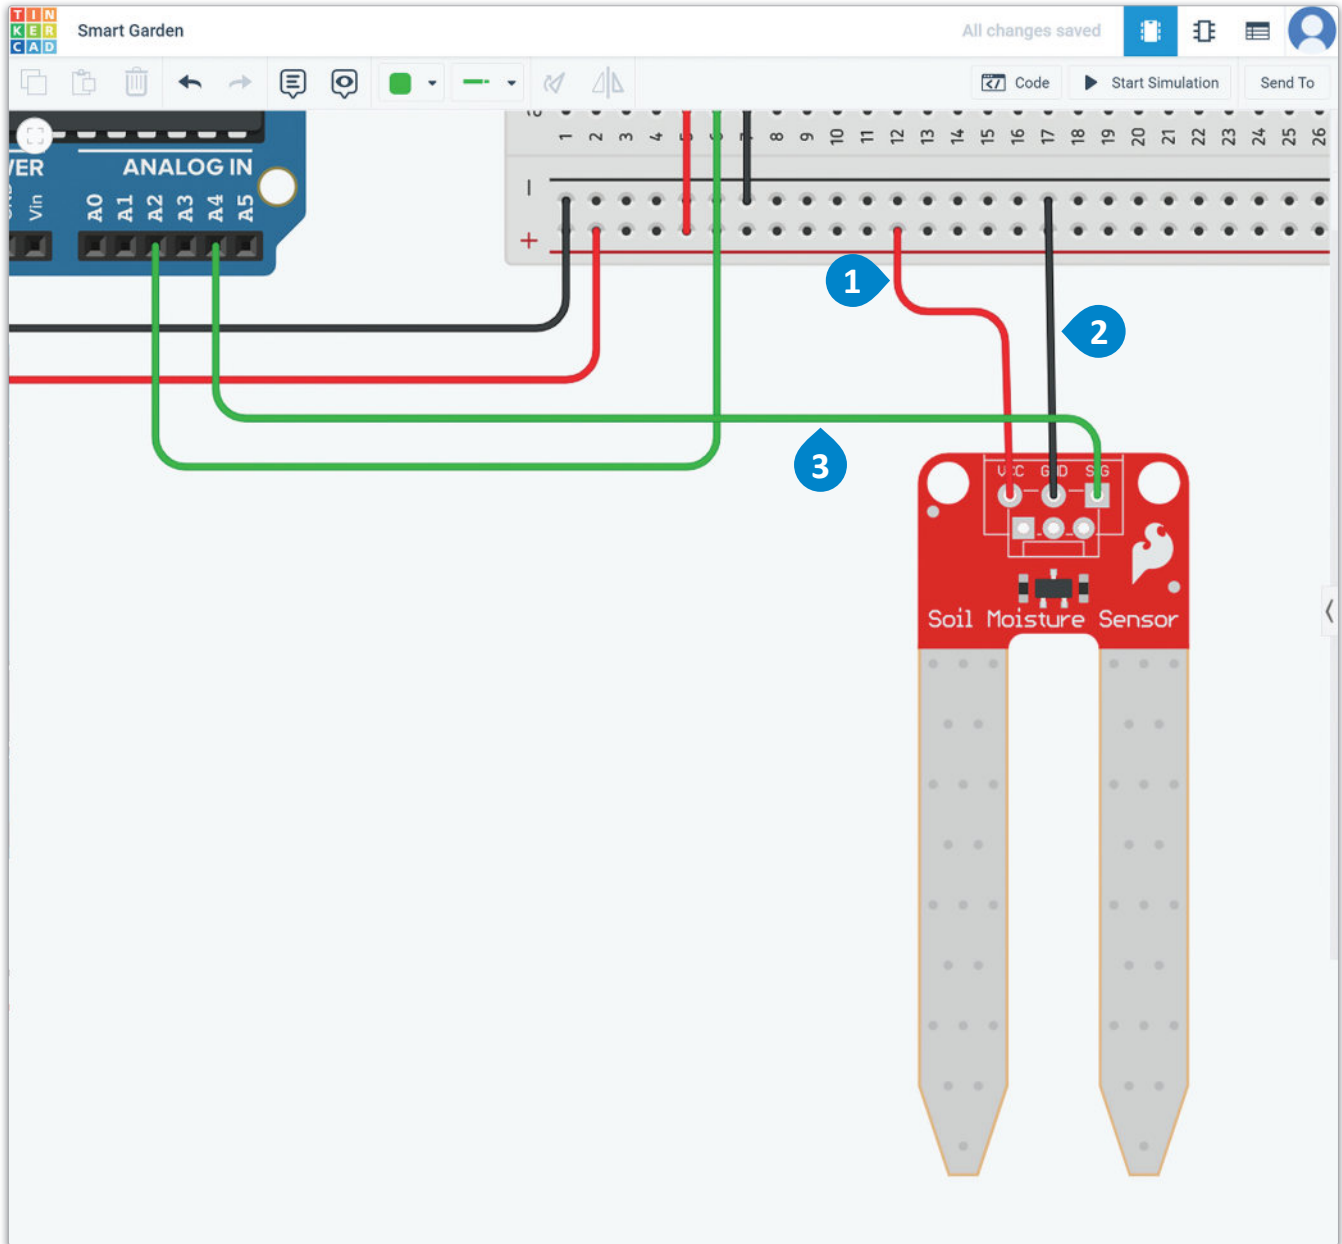 TIN
KER
CAD
Smart Garden
All changes saved
Code
Start Simulation
Send To
1 2 3 4 5 6 7 8 9 10 11 12 13 14 15 16 17 18 19 20 21 22 23 24 25 26
ANALOG IN
Vin
A0 A1 A2 A3 A4 A5
−
+
1
2
3
VCC GND SIG
Soil Moisture Sensor